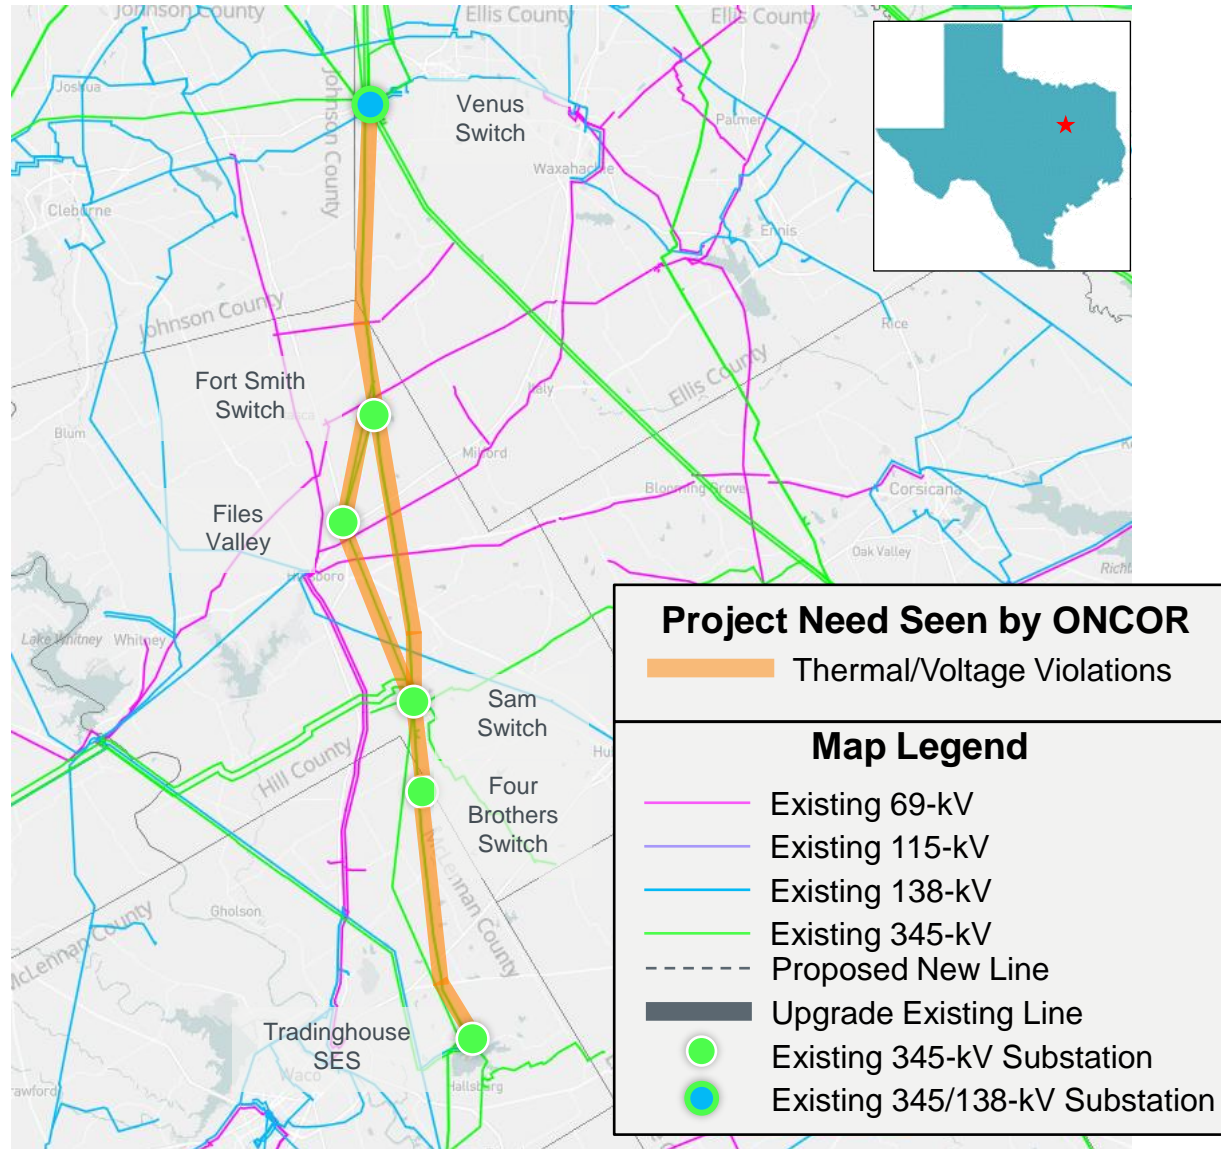 Johnson County
Ellis County
Ellis County
Joshua
Johnson County
Venus
Switch
Palmer
Waxahachie
Cleburne
Ennis
Johnson County
Rice
Fort Smith
Switch
Ellis County
Italy
Blum
Milford
Blooming Grove
Corsicana
Files
Valley
Oak Valley
Hillsboro
Lake Whitney
Whitney
Project Need Seen by ONCOR
Thermal/Voltage Violations
Sam
Switch
Map Legend
Hill County
Four
Brothers
Switch
Existing 69-kV
Existing 115-kV
Existing 138-kV
Existing 345-kV
Proposed New Line
Upgrade Existing Line
Existing 345-kV Substation
Existing 345/138-kV Substation
McLennan County
Gholson
McLennan County
Tradinghouse
SES
Waco
Hallsburg